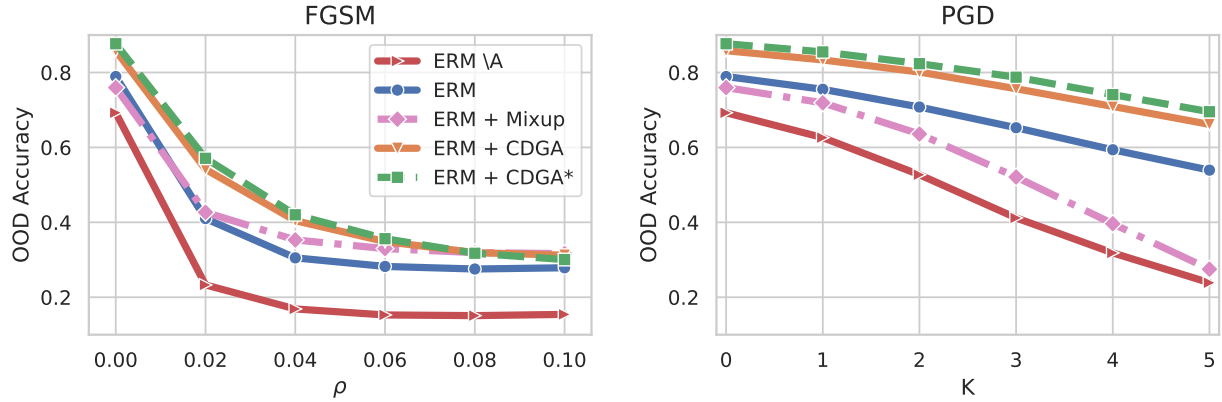 FGSM
OOD Accuracy
0.8
0.6
0.4
0.2
0.00 0.02 0.04 0.06 0.08 0.10
ρ
ERM \A
ERM
ERM + Mixup
ERM + CDGA
ERM + CDGA*
PGD
OOD Accuracy
0.8
0.6
0.4
0.2
0 1 2 3 4 5
K